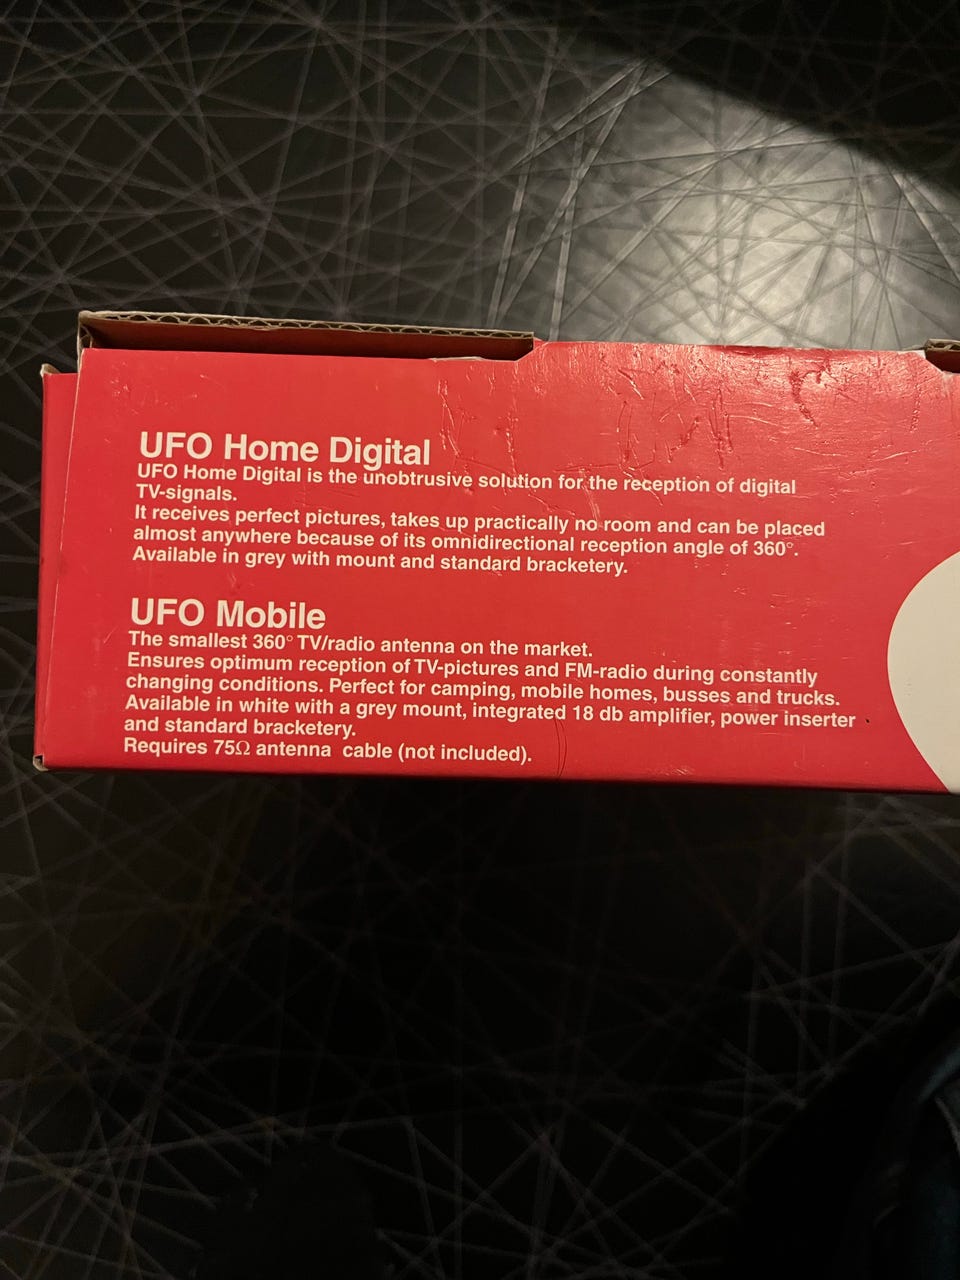 UFO Home Digital
UFO Home Digital is the unobtrusive solution for the reception of digital
TV-signals.
It receives perfect pictures, takes up practically no room and can be placed
almost anywhere because of its omnidirectional reception angle of 360°.
Available in grey with mount and standard bracketery.
UFO Mobile
The smallest 360° TV/radio antenna on the market.
Ensures optimum reception of TV-pictures and FM-radio during constantly
changing conditions. Perfect for camping, mobile homes, busses and trucks.
Available in white with a grey mount, integrated 18 db amplifier, power inserter
and standard bracketery.
Requires 75Ω antenna cable (not included).